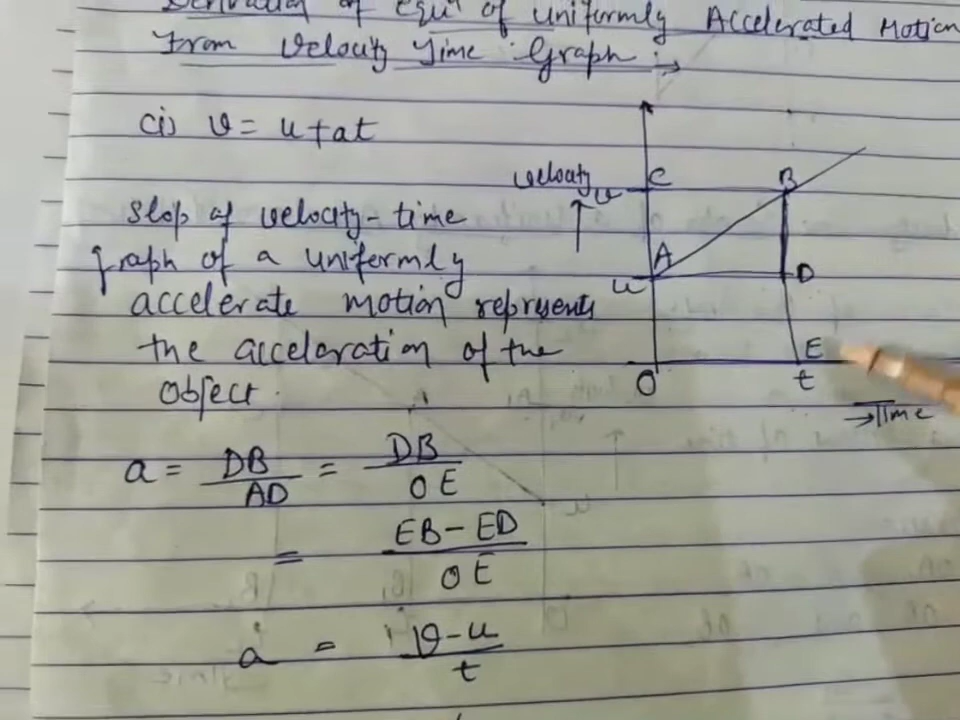 Derivation of equⁿ of Uniformly Accelerated Motion
From Velocity Time Graph :→
(i) v = u + at
Slop of velocity-time
graph of a uniformly
accelerate motion represents
the acceleration of the
Object.
velocity
v
C
B
A
u
D
E
O
t
→Time
a = DB/AD = DB/OE
= EB-ED/OE
a = v-u/t